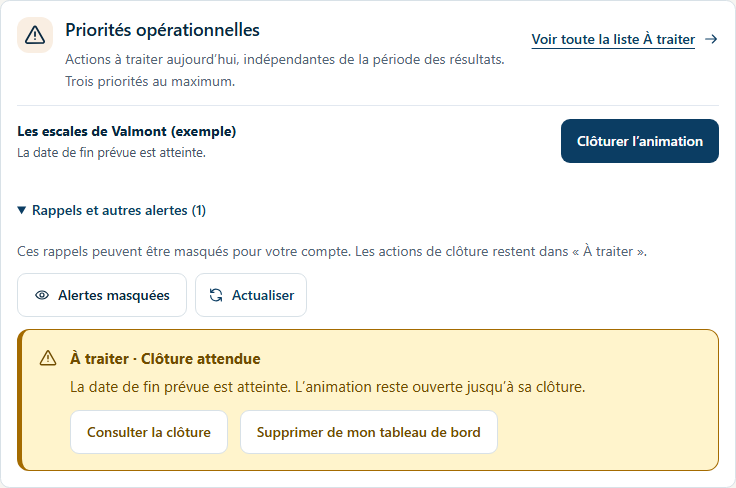 Priorités opérationnelles
Actions à traiter aujourd’hui, indépendantes de la période des résultats.
Trois priorités au maximum.
Voir toute la liste À traiter →
Les escales de Valmont (exemple)
La date de fin prévue est atteinte.
Clôturer l’animation
▼ Rappels et autres alertes (1)
Ces rappels peuvent être masqués pour votre compte. Les actions de clôture restent dans « À traiter ».
Alertes masquées
Actualiser
À traiter · Clôture attendue
La date de fin prévue est atteinte. L’animation reste ouverte jusqu’à sa clôture.
Consulter la clôture
Supprimer de mon tableau de bord